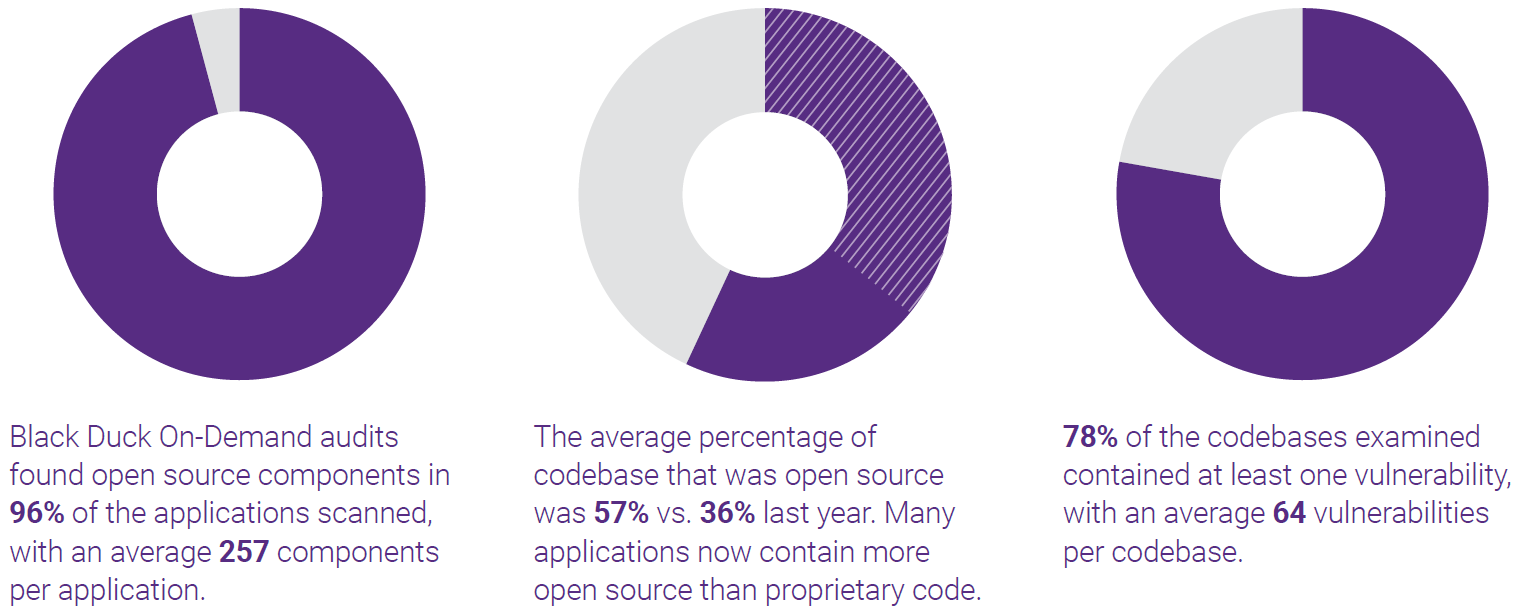 Black Duck On-Demand audits
found open source components in
96% of the applications scanned,
with an average 257 components
per application.
The average percentage of
codebase that was open source
was 57% vs. 36% last year. Many
applications now contain more
open source than proprietary code.
78% of the codebases examined
contained at least one vulnerability,
with an average 64 vulnerabilities
per codebase.